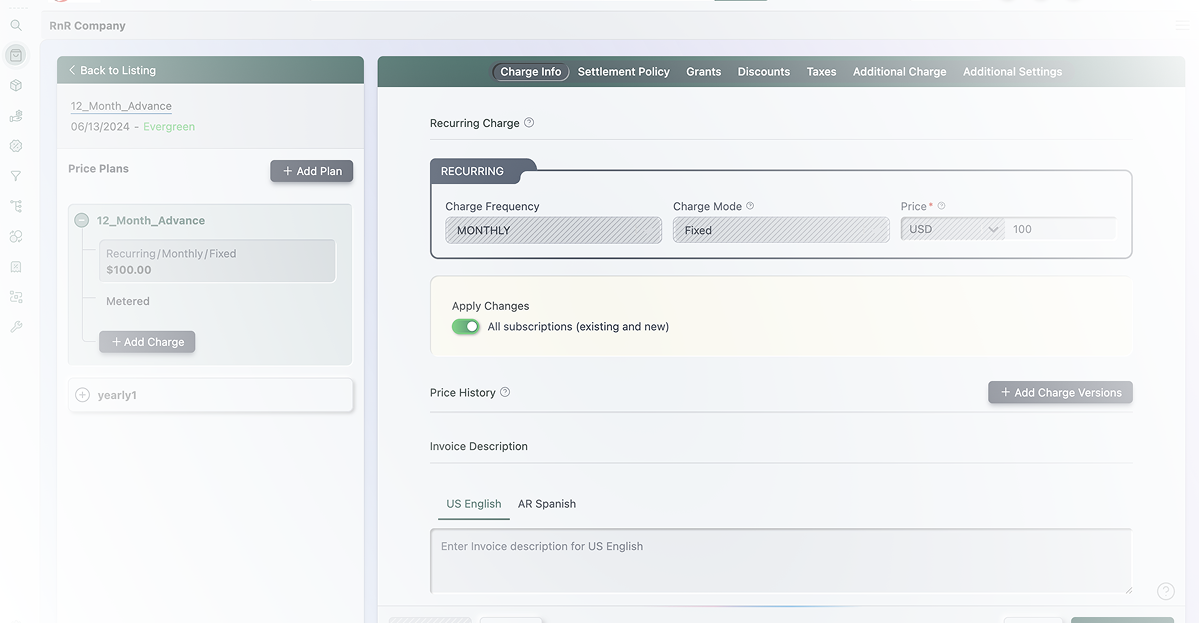 RnR Company
Back to Listing
12_Month_Advance
06/13/2024 - Evergreen
Price Plans
+ Add Plan
12_Month_Advance
Recurring/Monthly/Fixed
$100.00
Metered
+ Add Charge
yearly1
Charge Info Settlement Policy Grants Discounts Taxes Additional Charge Additional Settings
Recurring Charge
RECURRING
Charge Frequency Charge Mode Price*
MONTHLY Fixed USD 100
Apply Changes
All subscriptions (existing and new)
Price History + Add Charge Versions
Invoice Description
US English AR Spanish
Enter Invoice description for US English